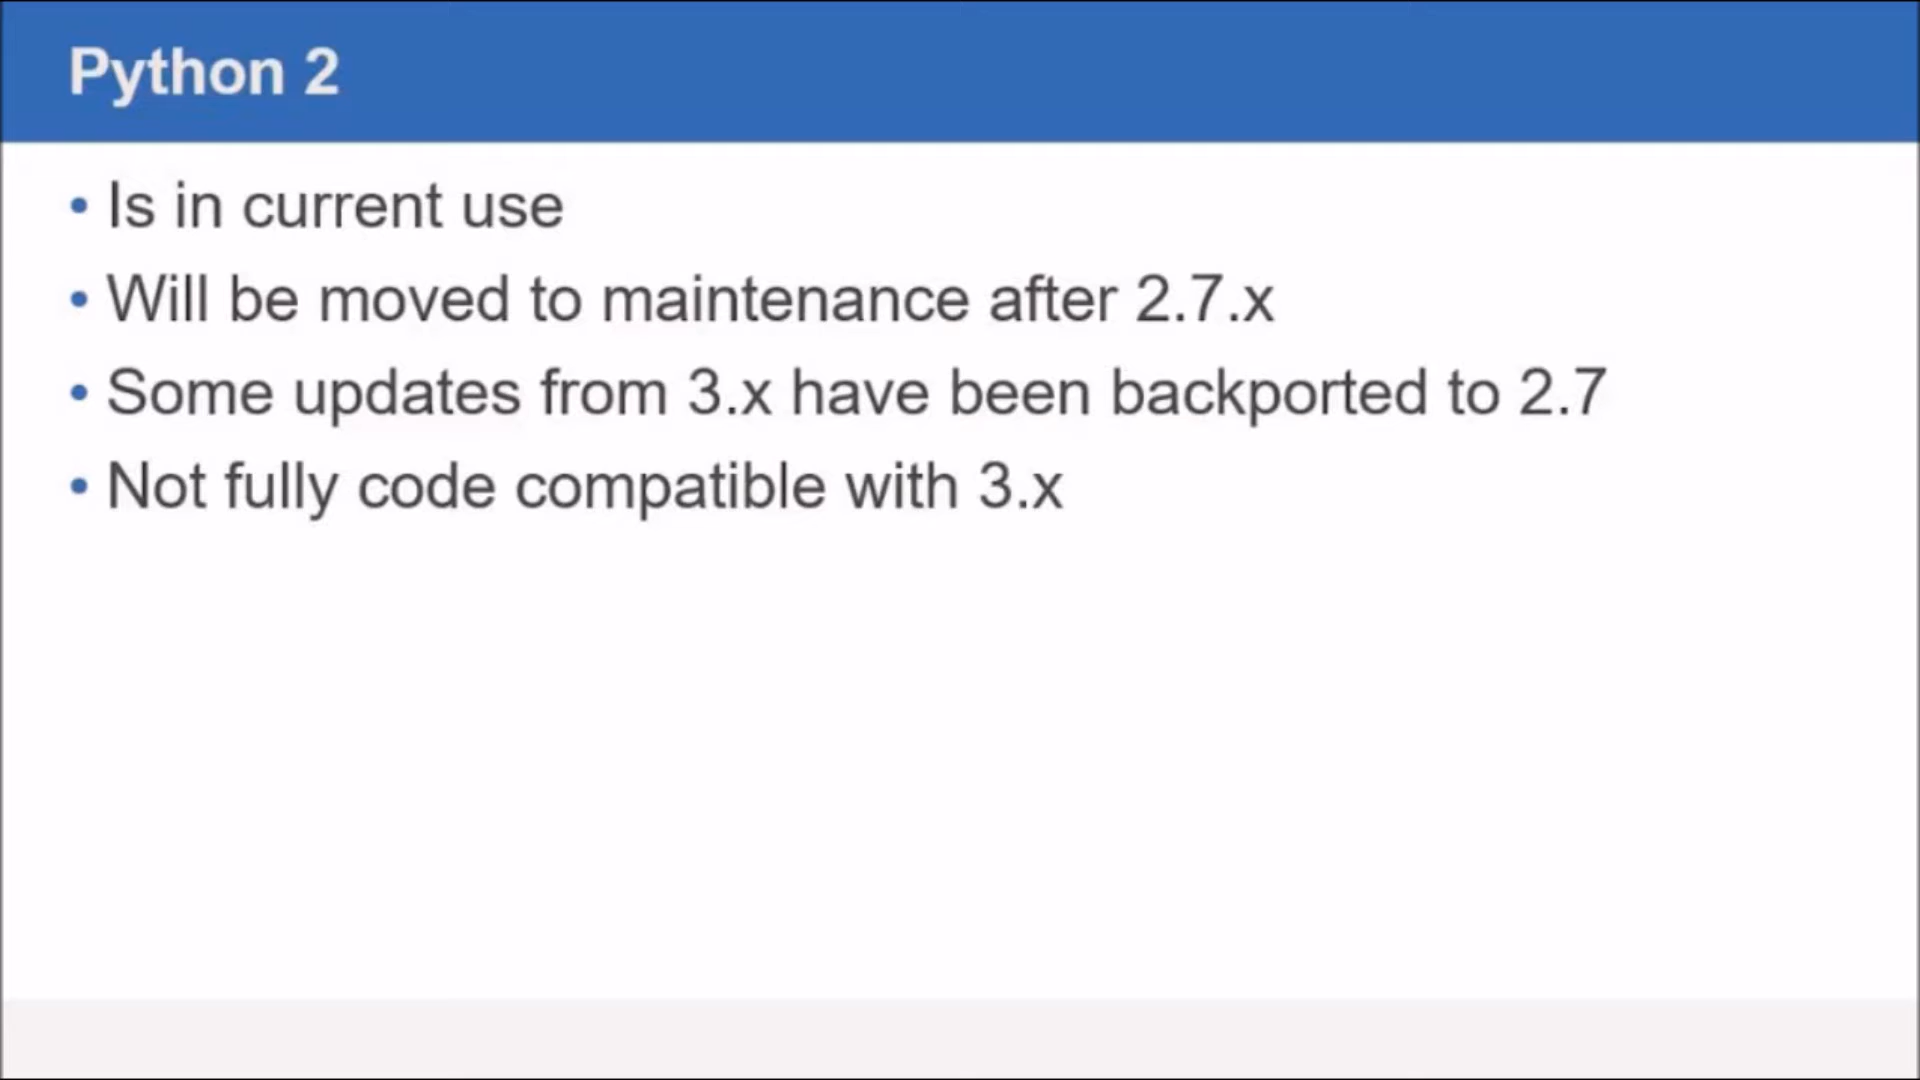 Python 2
• Is in current use
• Will be moved to maintenance after 2.7.x
• Some updates from 3.x have been backported to 2.7
• Not fully code compatible with 3.x